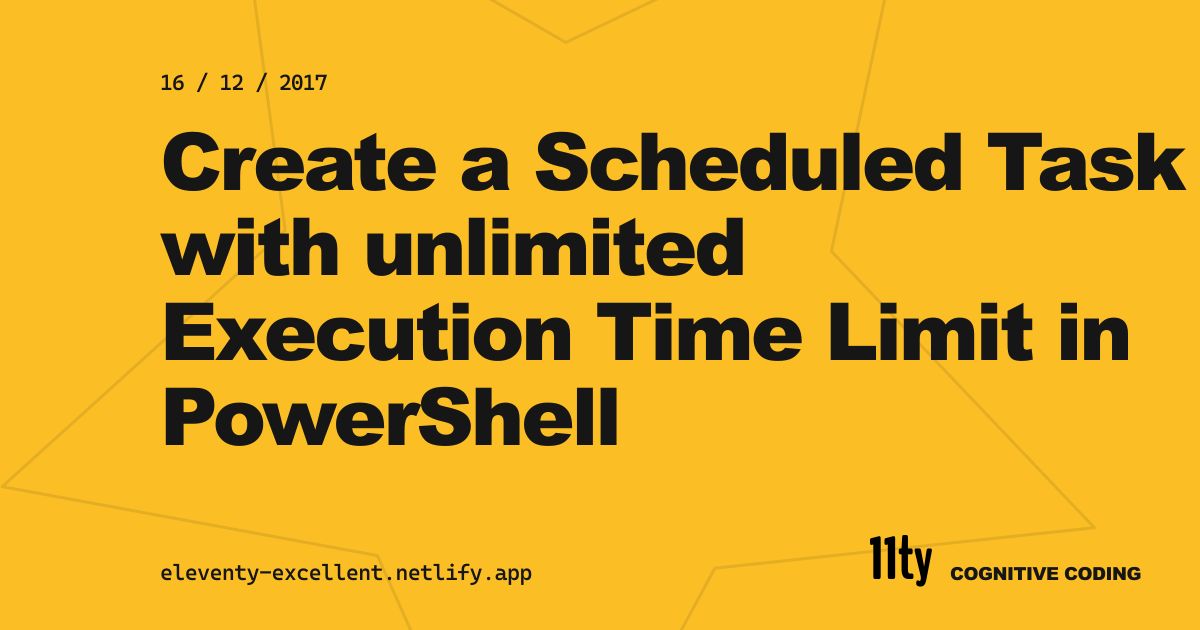 16 / 12 / 2017
Create a Scheduled Task
with unlimited
Execution Time Limit in
PowerShell
eleventy-excellent.netlify.app
11ty COGNITIVE CODING